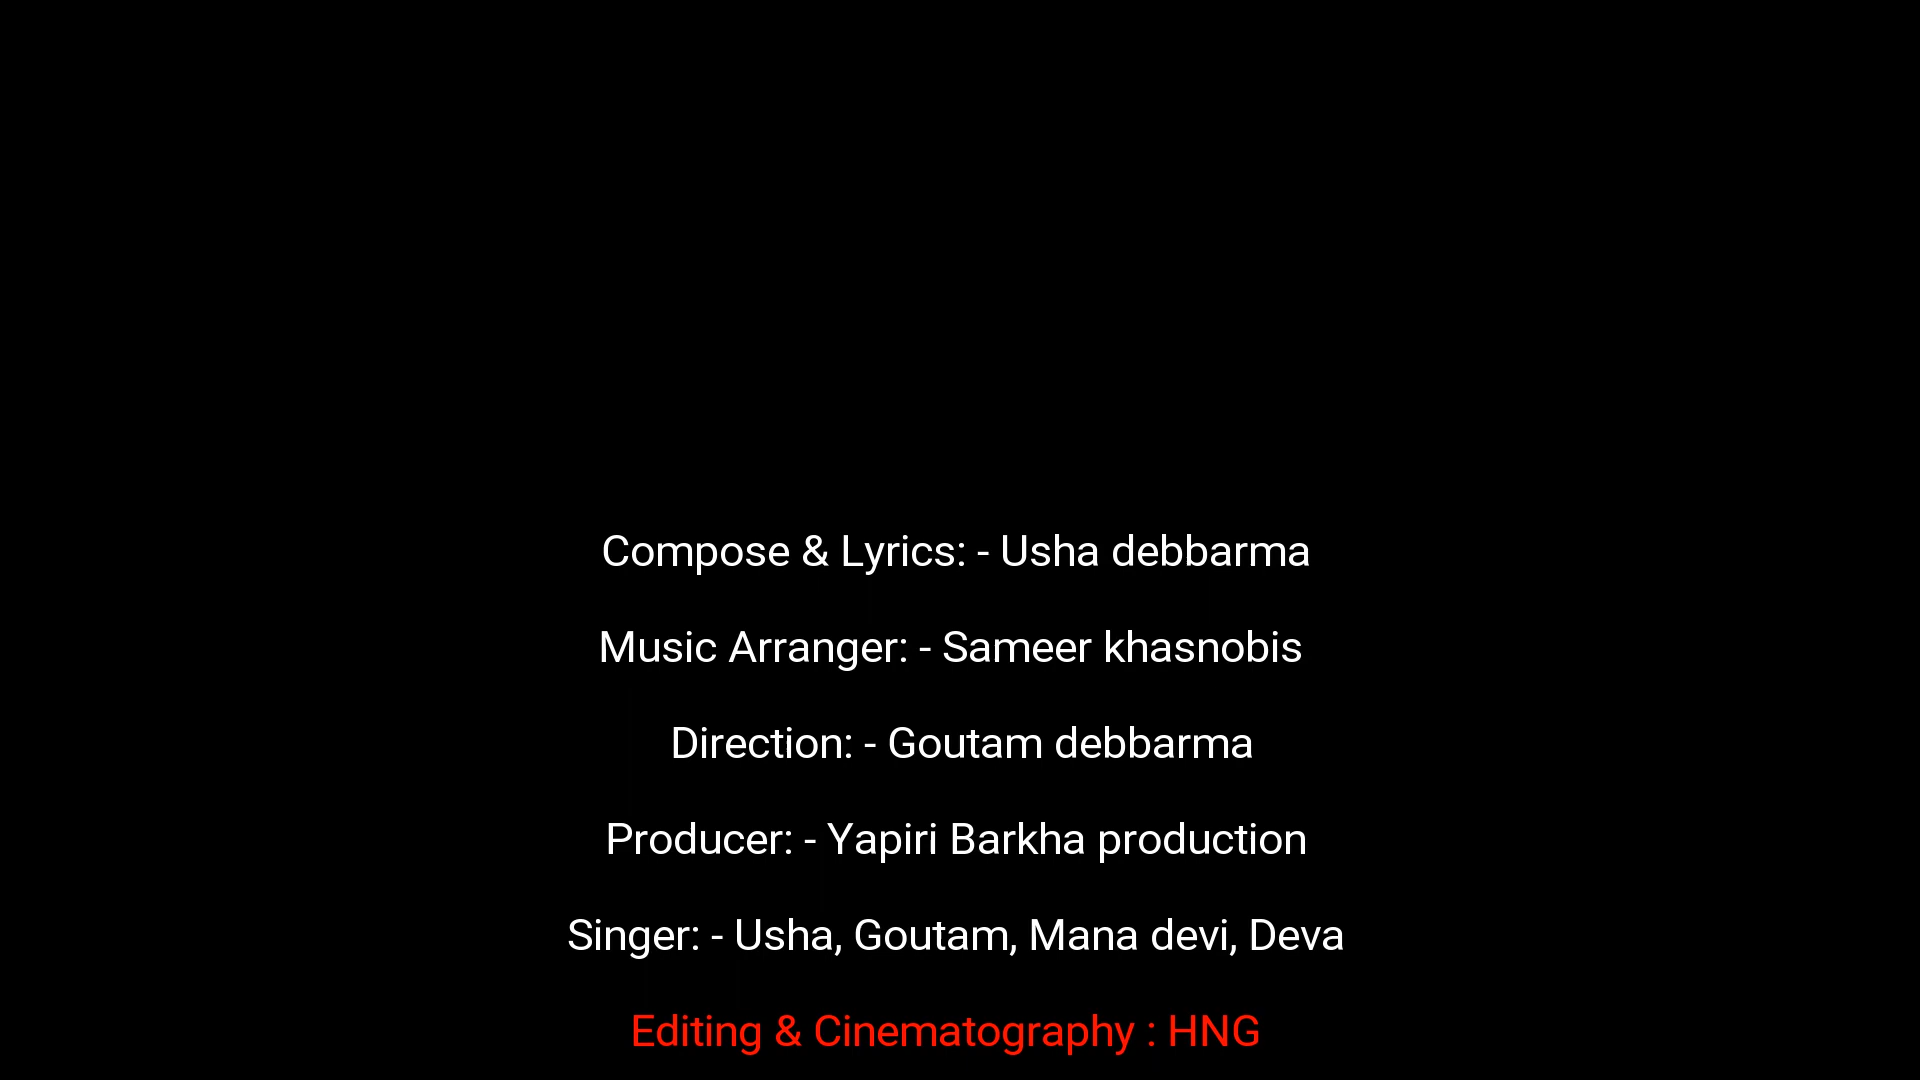 Compose & Lyrics: - Usha debbarma
Music Arranger: - Sameer khasnobis
Direction: - Goutam debbarma
Producer: - Yapiri Barkha production
Singer: - Usha, Goutam, Mana devi, Deva
Editing & Cinematography : HNG